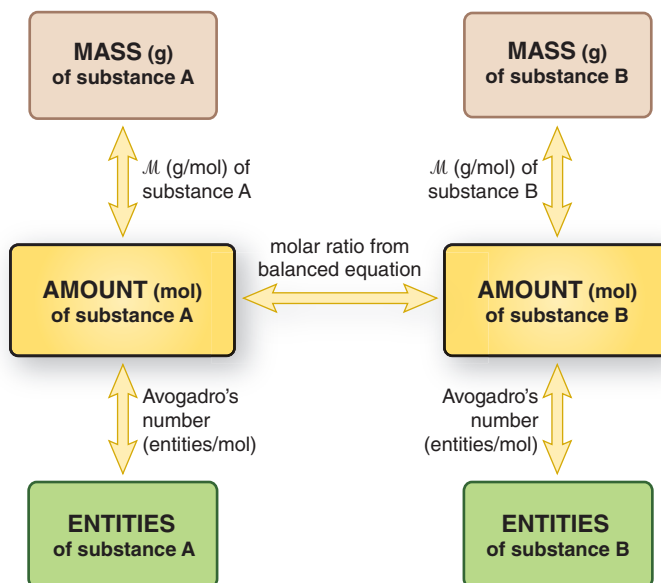 MASS (g)
of substance A
MASS (g)
of substance B
ℳ (g/mol) of
substance A
ℳ (g/mol) of
substance B
molar ratio from
balanced equation
AMOUNT (mol)
of substance A
AMOUNT (mol)
of substance B
Avogadro's
number
(entities/mol)
Avogadro's
number
(entities/mol)
ENTITIES
of substance A
ENTITIES
of substance B